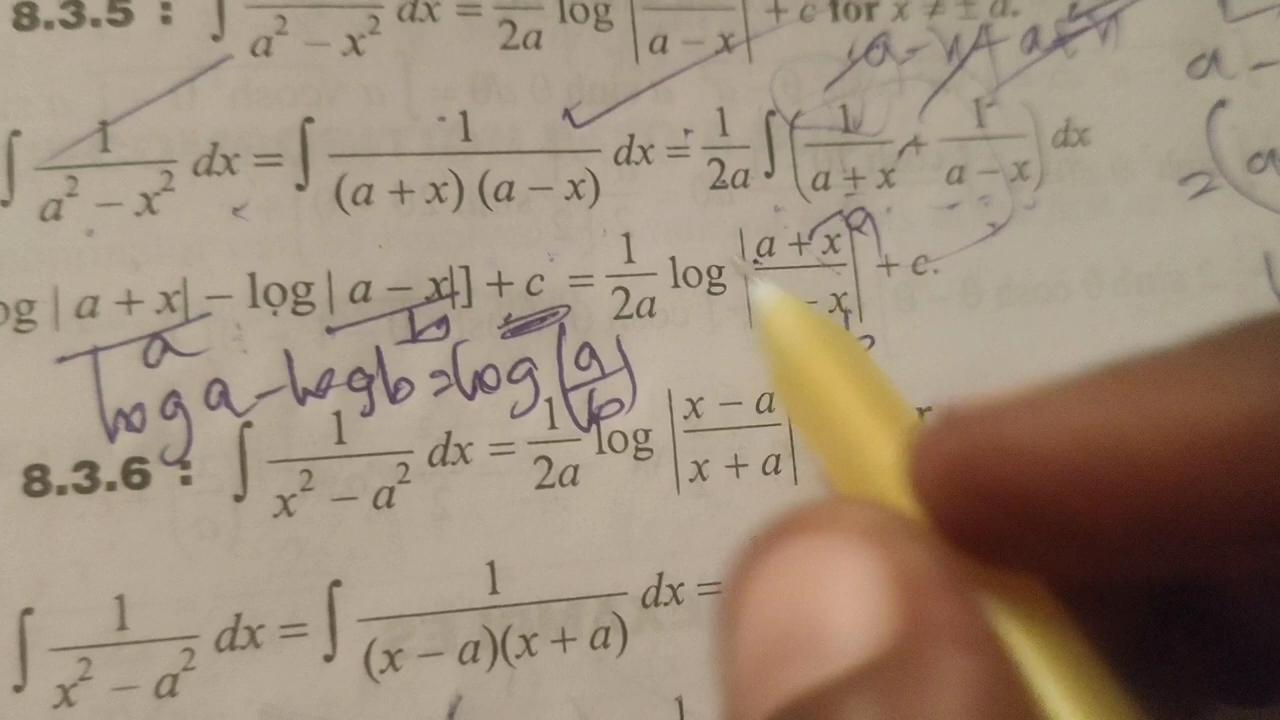 8.3.5 : ∫ ─── / a² – x² dx = ─ / 2a log | ─── / a – x | + c for x ≠ ± a.
a – x + a + x
a –
∫ 1 / a² – x² dx = ∫ 1 / (a + x) (a – x) dx = 1 / 2a ∫ ( 1 / a + x + 1 / a – x ) dx
= (a
og | a + x| – log | a – x|] + c = 1 / 2a log | a + x / – x | + c.
a b a
log a – log b = log (a / b)
8.3.6 : ∫ 1 / x² – a² dx = 1 / 2a log | x – a / x + a |
∫ 1 / x² – a² dx = ∫ 1 / (x – a)(x + a) dx =
1